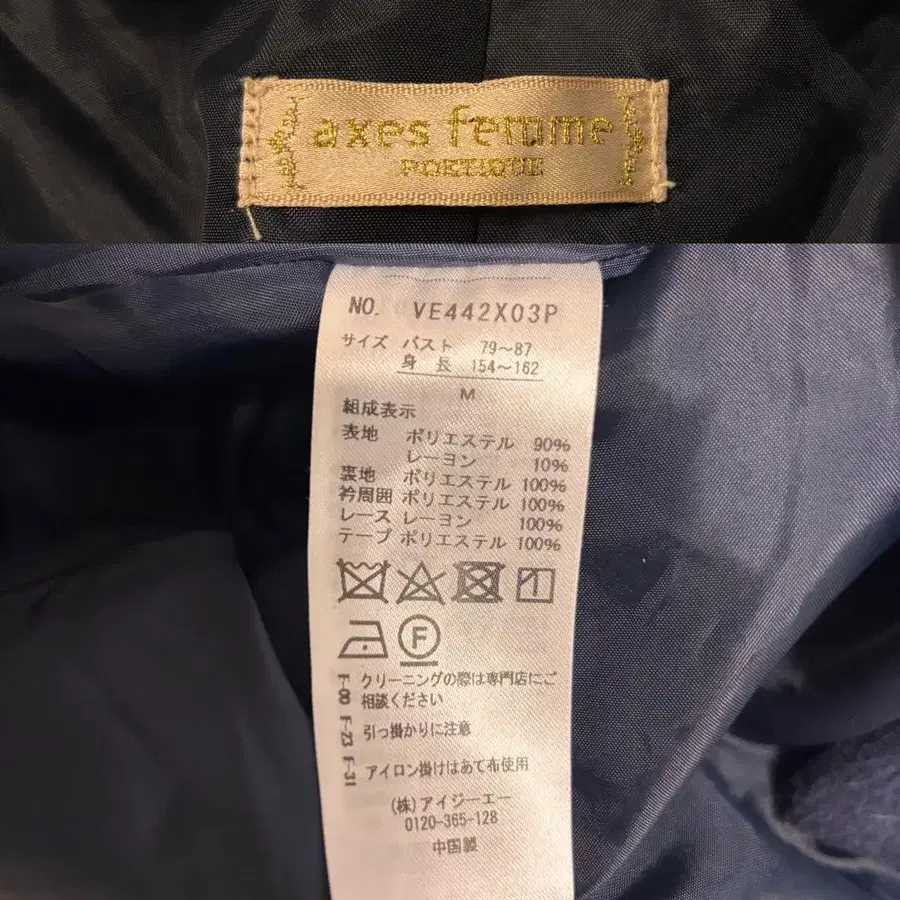 axes femme
POETIQUE
NO. VE442X03P
サイズ バスト 79～87
身 長 154～162
M
組成表示
表地 ポリエステル 90%
レーヨン 10%
裏地 ポリエステル 100%
衿周囲 ポリエステル 100%
レース レーヨン 100%
テープ ポリエステル 100%
F
F-00 クリーニングの際は専門店にご
相談ください
F-23 引っ掛かりに注意
F-31 アイロン掛けはあて布使用
(株)アイジーエー
0120-365-128
中国製